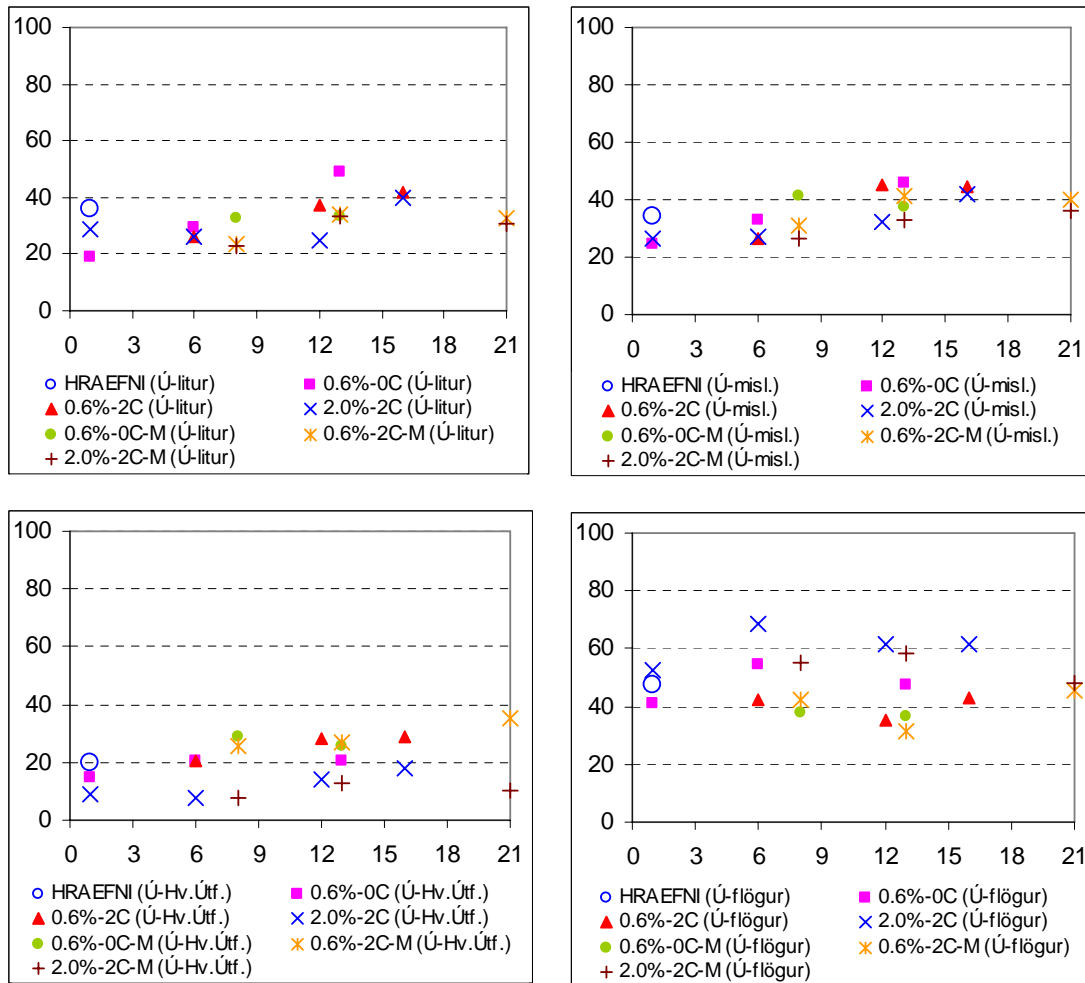 100
80
60
40
20
0
0 3 6 9 12 15 18 21
HRAEFNI (Ú-litur) 0.6%-0C (Ú-litur)
0.6%-2C (Ú-litur) 2.0%-2C (Ú-litur)
0.6%-0C-M (Ú-litur) 0.6%-2C-M (Ú-litur)
2.0%-2C-M (Ú-litur)
100
80
60
40
20
0
0 3 6 9 12 15 18 21
HRAEFNI (Ú-misl.) 0.6%-0C (Ú-misl.)
0.6%-2C (Ú-misl.) 2.0%-2C (Ú-misl.)
0.6%-0C-M (Ú-misl.) 0.6%-2C-M (Ú-misl.)
2.0%-2C-M (Ú-misl.)
100
80
60
40
20
0
0 3 6 9 12 15 18 21
HRAEFNI (Ú-Hv.Útf.) 0.6%-0C (Ú-Hv.Útf.)
0.6%-2C (Ú-Hv.Útf.) 2.0%-2C (Ú-Hv.Útf.)
0.6%-0C-M (Ú-Hv.Útf.) 0.6%-2C-M (Ú-Hv.Útf.)
2.0%-2C-M (Ú-Hv.Útf.)
100
80
60
40
20
0
0 3 6 9 12 15 18 21
HRAEFNI (Ú-flögur) 0.6%-0C (Ú-flögur)
0.6%-2C (Ú-flögur) 2.0%-2C (Ú-flögur)
0.6%-0C-M (Ú-flögur) 0.6%-2C-M (Ú-flögur)
2.0%-2C-M (Ú-flögur)